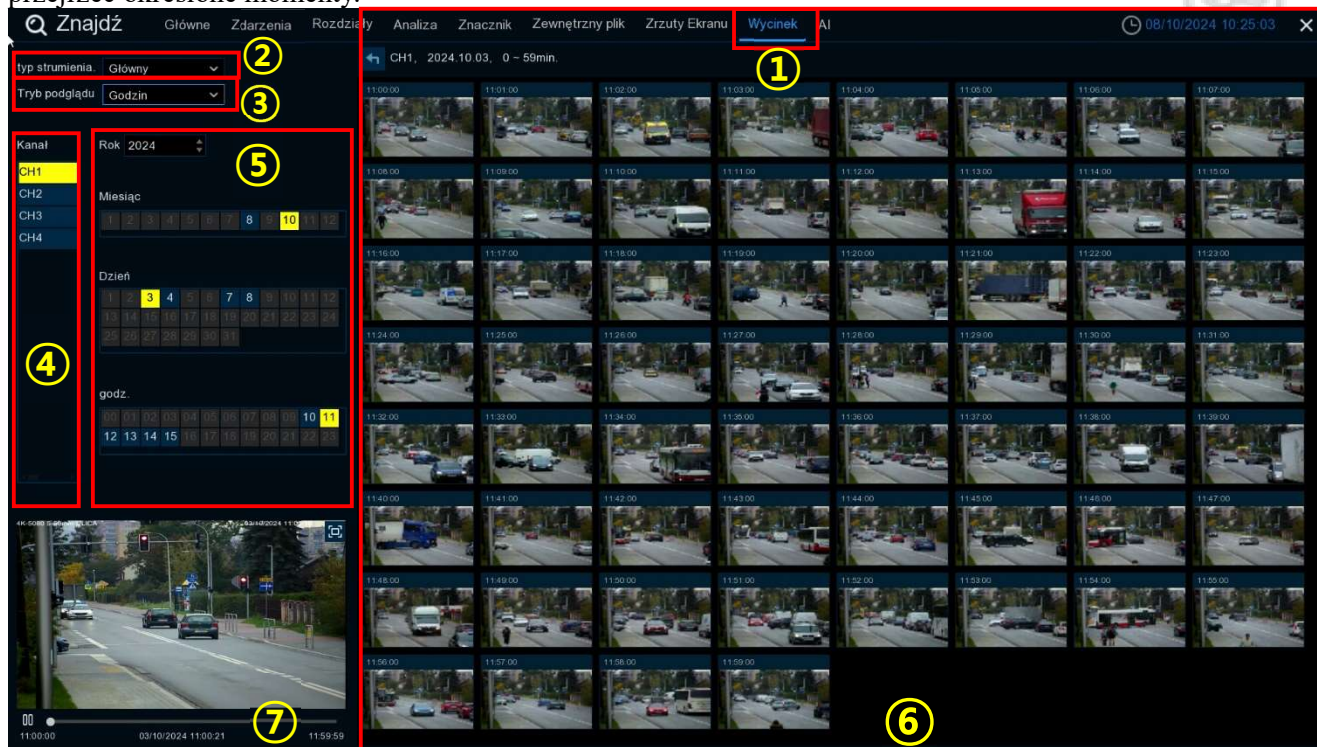 przejrzeć określone momenty.
Znajdź Główne Zdarzenia Rozdziały Analiza Znacznik Zewnętrzny plik Zrzuty Ekranu Wycinek AI 08/10/2024 10:25:03
typ strumienia. Główny ②
① CH1, 2024.10.03, 0 ~ 59min.
Tryb podglądu Godzin ③
Kanał
CH1
CH2
CH3
CH4
④
Rok 2024 ⑤
Miesiąc
1 2 3 4 5 6 7 8 9 10 11 12
Dzień
1 2 3 4 5 6 7 8 9 10 11 12
13 14 15 16 17 18 19 20 21 22 23 24
25 26 27 28 29 30 31
godz.
00 01 02 03 04 05 06 07 08 09 10 11
12 13 14 15 16 17 18 19 20 21 22 23
11:00:00 11:01:00 11:02:00 11:03:00 11:04:00 11:05:00 11:06:00 11:07:00
11:08:00 11:09:00 11:10:00 11:11:00 11:12:00 11:13:00 11:14:00 11:15:00
11:16:00 11:17:00 11:18:00 11:19:00 11:20:00 11:21:00 11:22:00 11:23:00
11:24:00 11:25:00 11:26:00 11:27:00 11:28:00 11:29:00 11:30:00 11:31:00
11:32:00 11:33:00 11:34:00 11:35:00 11:36:00 11:37:00 11:38:00 11:39:00
11:40:00 11:41:00 11:42:00 11:43:00 11:44:00 11:45:00 11:46:00 11:47:00
11:48:00 11:49:00 11:50:00 11:51:00 11:52:00 11:53:00 11:54:00 11:55:00
11:56:00 11:57:00 11:58:00 11:59:00
⑥
⑦
11:00:00 03/10/2024 11:00:21 11:59:59